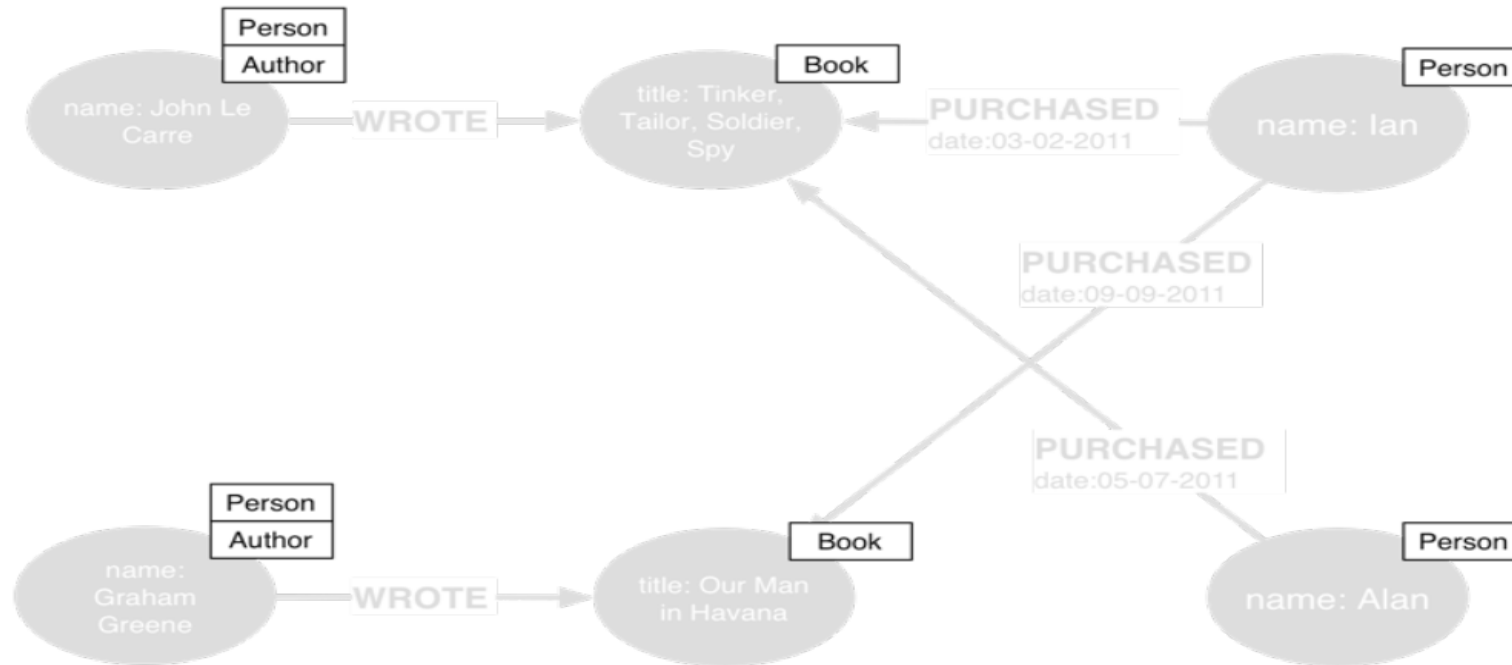 Person
Author
name: John Le
Carre
WROTE
Book
title: Tinker,
Tailor, Soldier,
Spy
PURCHASED
date:03-02-2011
Person
name: Ian
PURCHASED
date:09-09-2011
PURCHASED
date:05-07-2011
Person
Author
name:
Graham
Greene
WROTE
Book
title: Our Man
in Havana
Person
name: Alan